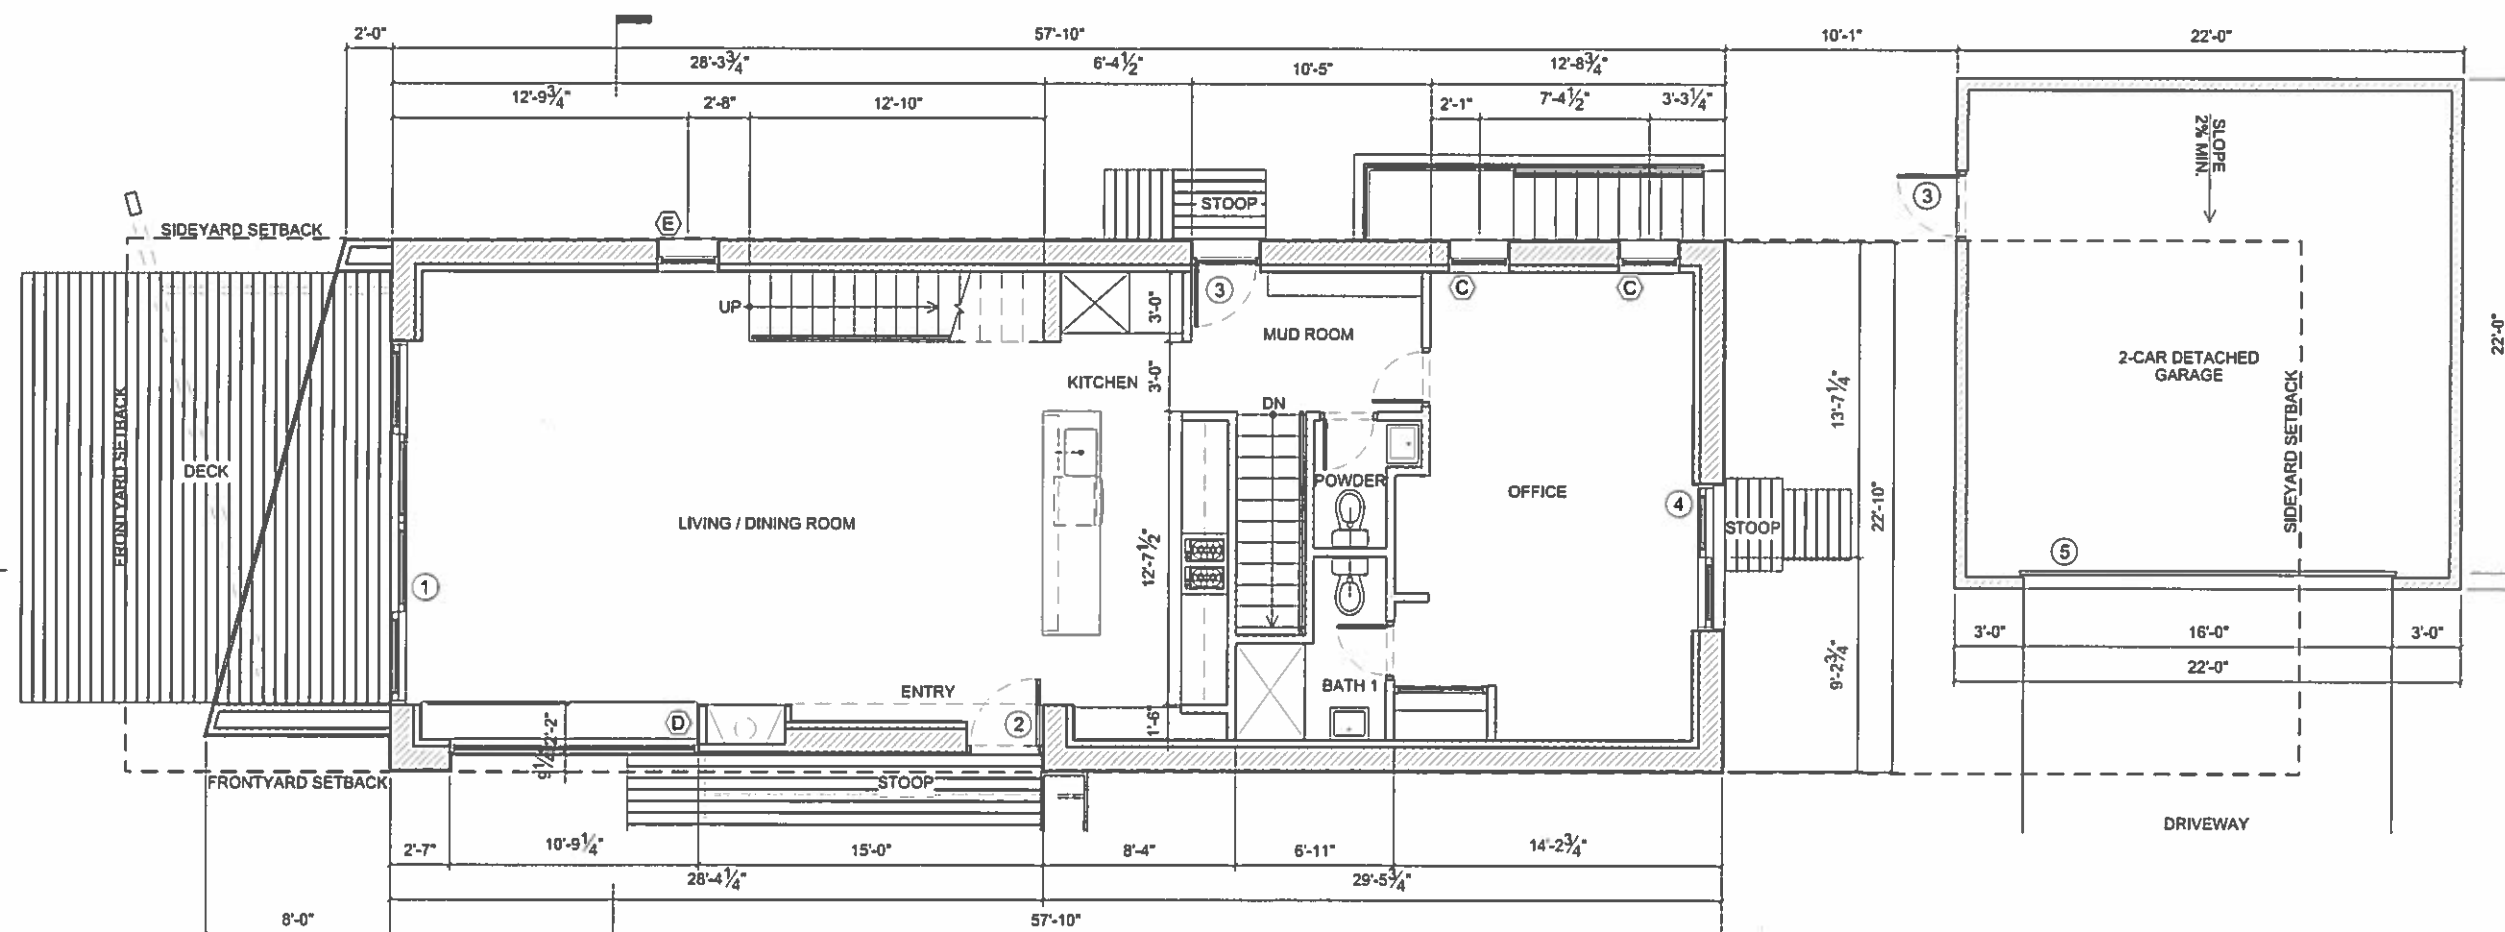 2'-0"
57'-10"
10'-1"
22'-0"
28'-3 3/4"
6'-4 1/2"
10'-5"
12'-8 3/4"
12'-9 3/4"
2'-8"
12'-10"
2'-1"
7'-4 1/2"
3'-3 1/4"
SLOPE
2% MIN.
3
STOOP
E
SIDEYARD SETBACK
C
C
3
UP
3'-0"
MUD ROOM
22'-0"
2-CAR DETACHED
GARAGE
KITCHEN
3'-0"
13'-7 1/4"
DN
FRONTYARD SETBACK
DECK
POWDER
OFFICE
4
SIDEYARD SETBACK
LIVING / DINING ROOM
STOOP
22'-10"
5
12'-7 1/2"
1
3'-0"
16'-0"
3'-0"
22'-0"
9'-2 3/4"
ENTRY
BATH 1
D
2
1'-6"
2'-2"
9 1/4"
FRONTYARD SETBACK
STOOP
DRIVEWAY
2'-7"
10'-9 1/4"
15'-0"
8'-4"
6'-11"
14'-2 3/4"
28'-4 1/4"
29'-5 3/4"
8'-0"
57'-10"